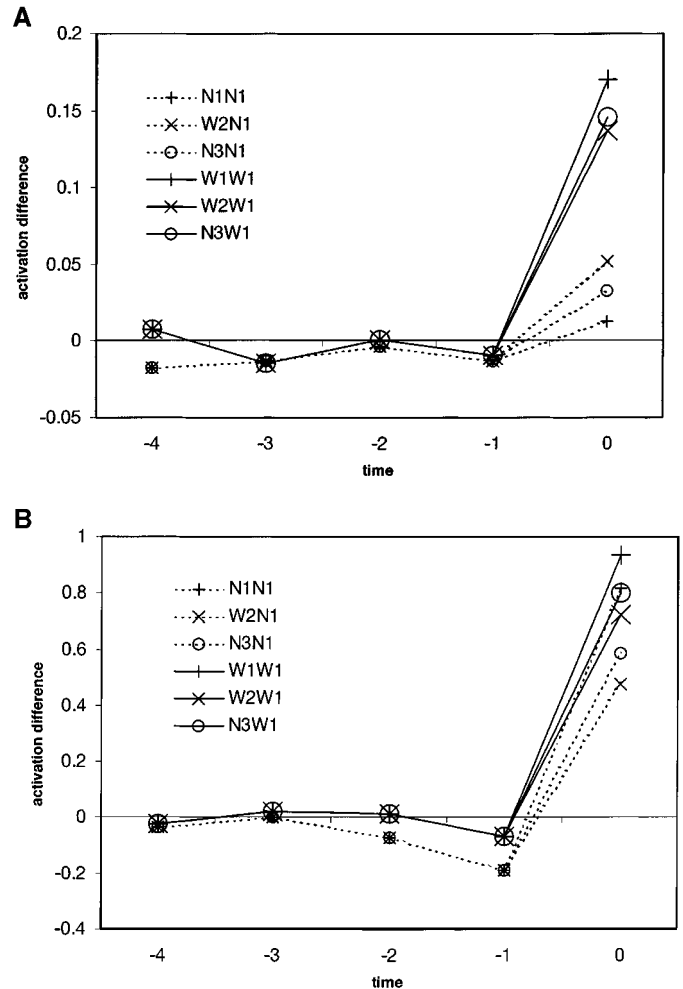 A
0.2
0.15
0.1
0.05
0
-0.05
activation difference
N1N1
W2N1
N3N1
W1W1
W2W1
N3W1
-4 -3 -2 -1 0
time
B
1
0.8
0.6
0.4
0.2
0
-0.2
-0.4
activation difference
N1N1
W2N1
N3N1
W1W1
W2W1
N3W1
-4 -3 -2 -1 0
time